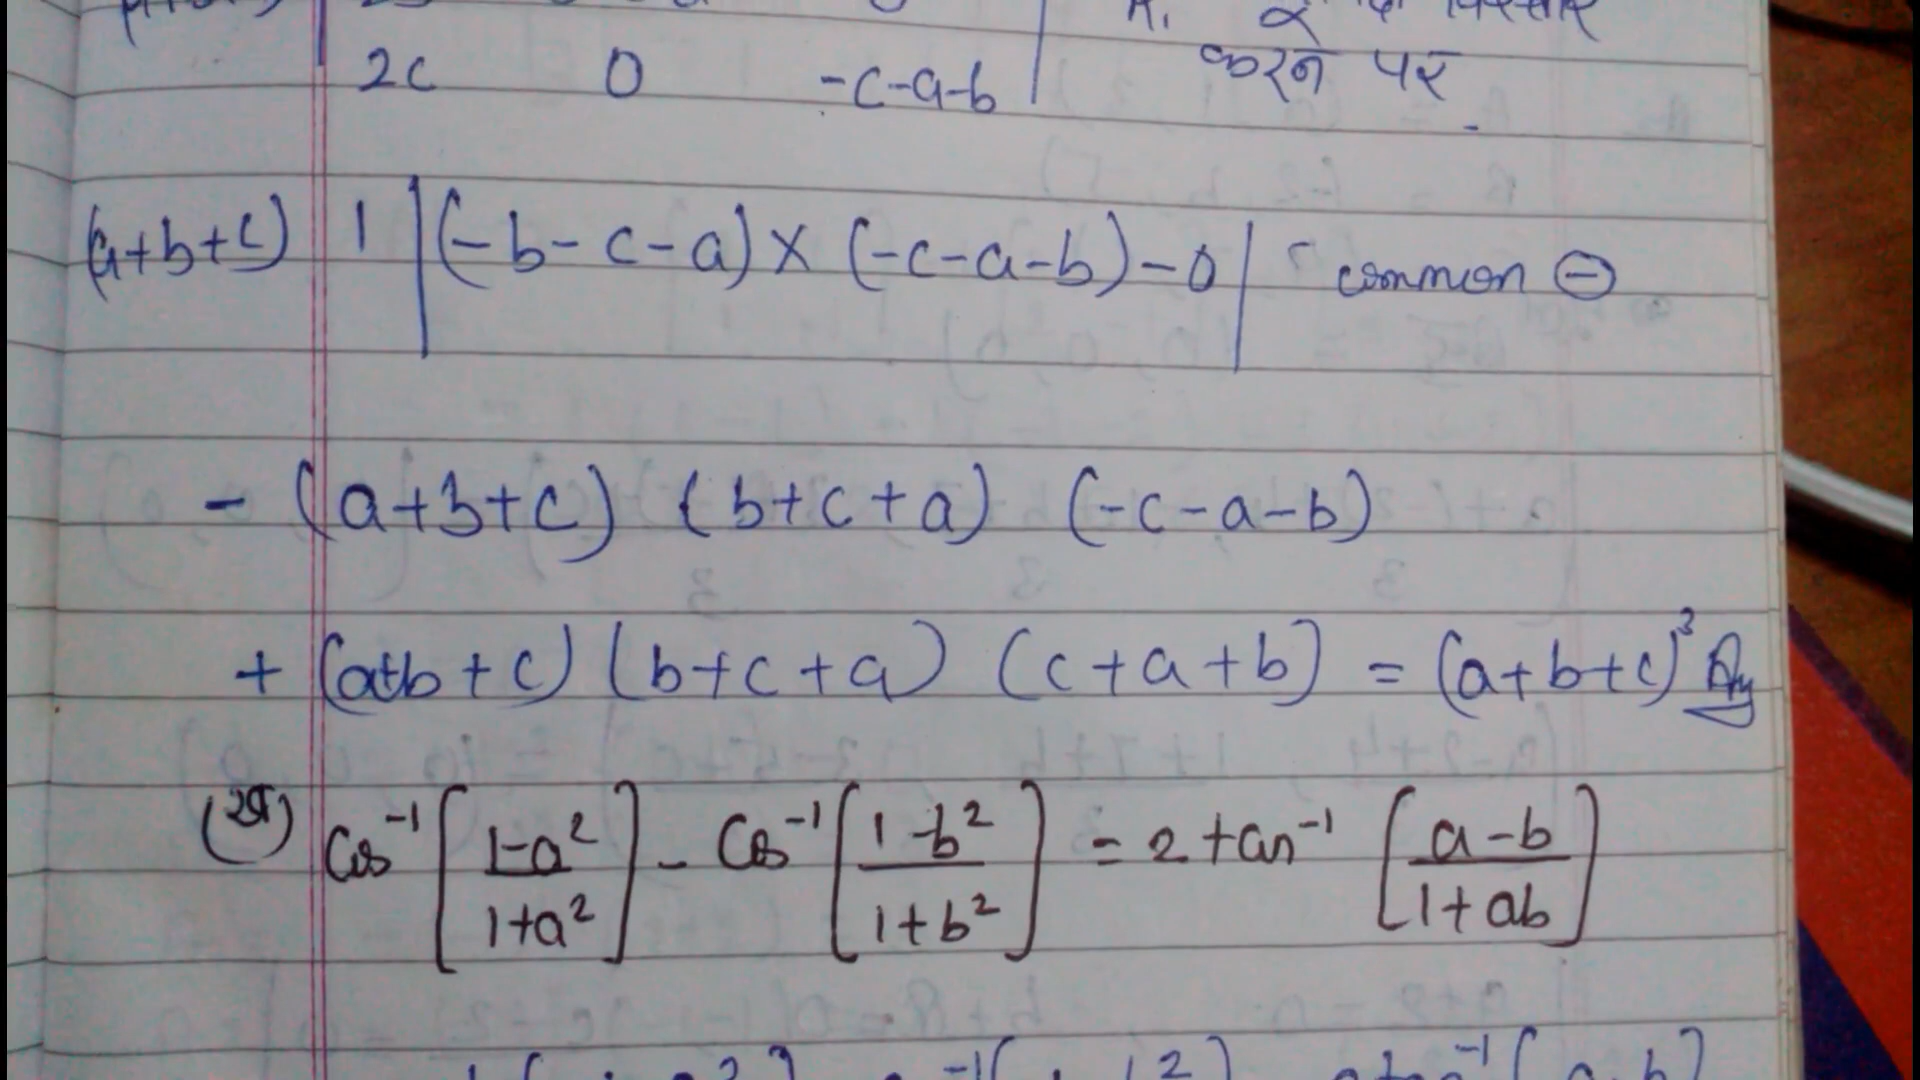 2c 0 -c-a-b करने पर
(a+b+c) 1 |(-b-c-a)×(-c-a-b)-0| common ⊖
- (a+b+c) (b+c+a) (-c-a-b)
+ (a+b+c) (b+c+a) (c+a+b) = (a+b+c)³ Ans
cos⁻¹[1-a²/1+a²] - cos⁻¹[1-b²/1+b²] = 2 tan⁻¹ [a-b/1+ab]